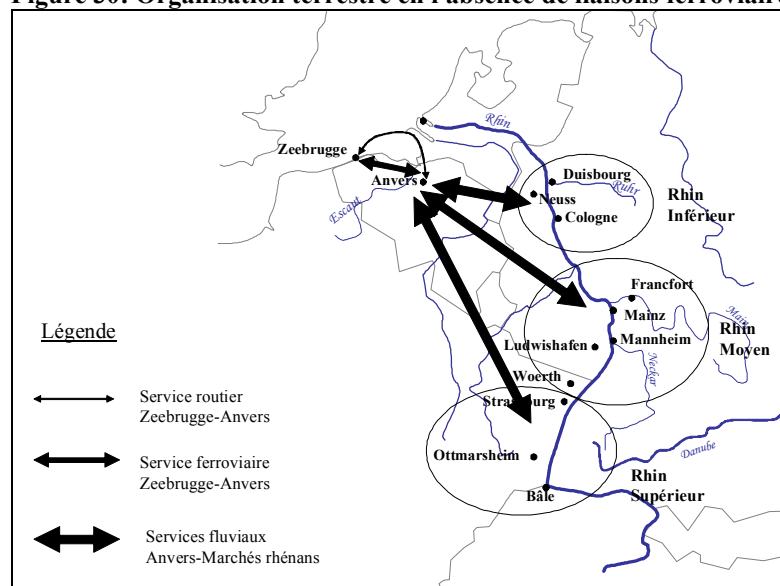 Figure 30: Organisation terrestre en l'absence de liaisons ferroviaire
Rhin
Zeebrugge
Anvers
Escaut
Duisbourg
Ruhr
Neuss
Cologne
Rhin
Inférieur
Francfort
Main
Mainz
Mannheim
Rhin
Moyen
Ludwishafen
Neckar
Woerth
Strasbourg
Ottmarsheim
Danube
Bâle
Rhin
Supérieur
Légende
Service routier
Zeebrugge-Anvers
Service ferroviaire
Zeebrugge-Anvers
Services fluviaux
Anvers-Marchés rhénans